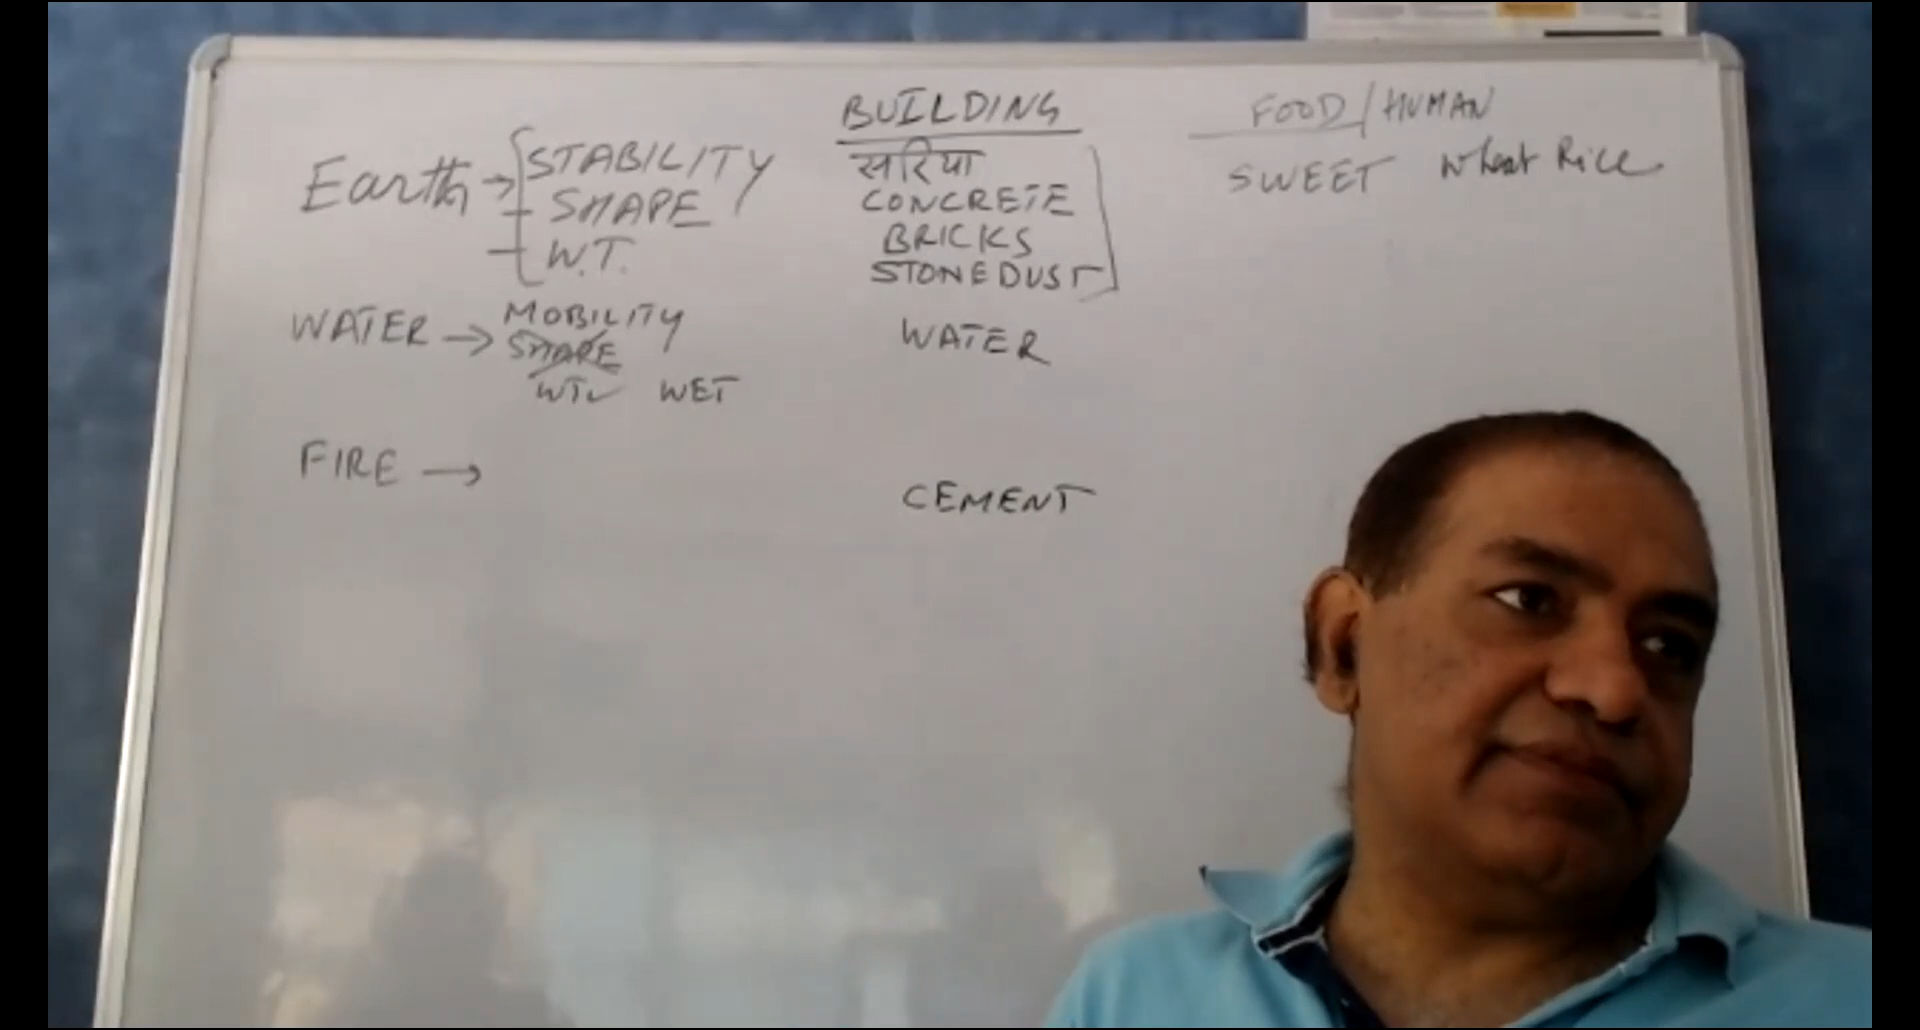 BUILDING
FOOD/HUMAN
Earth → STABILITY
सरिया
SWEET Wheat Rice
- SHAPE
CONCRETE
- W.T.
BRICKS
STONEDUST
WATER → MOBILITY
WATER
SHAPE
WT WET
FIRE →
CEMENT